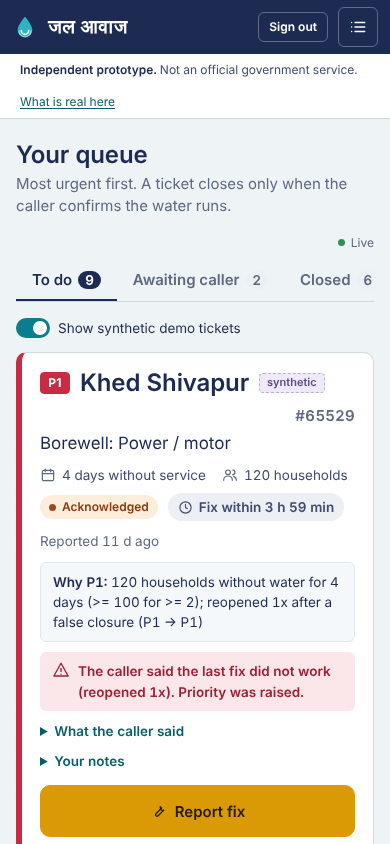 जल आवाज
Sign out
Independent prototype. Not an official government service.
What is real here
Your queue
Most urgent first. A ticket closes only when the
caller confirms the water runs.
Live
To do 9 Awaiting caller 2 Closed 6
Show synthetic demo tickets
P1 Khed Shivapur synthetic
#65529
Borewell: Power / motor
4 days without service 120 households
Acknowledged Fix within 3 h 59 min
Reported 11 d ago
Why P1: 120 households without water for 4
days (>= 100 for >= 2); reopened 1x after a
false closure (P1 → P1)
The caller said the last fix did not work
(reopened 1x). Priority was raised.
What the caller said
Your notes
Report fix